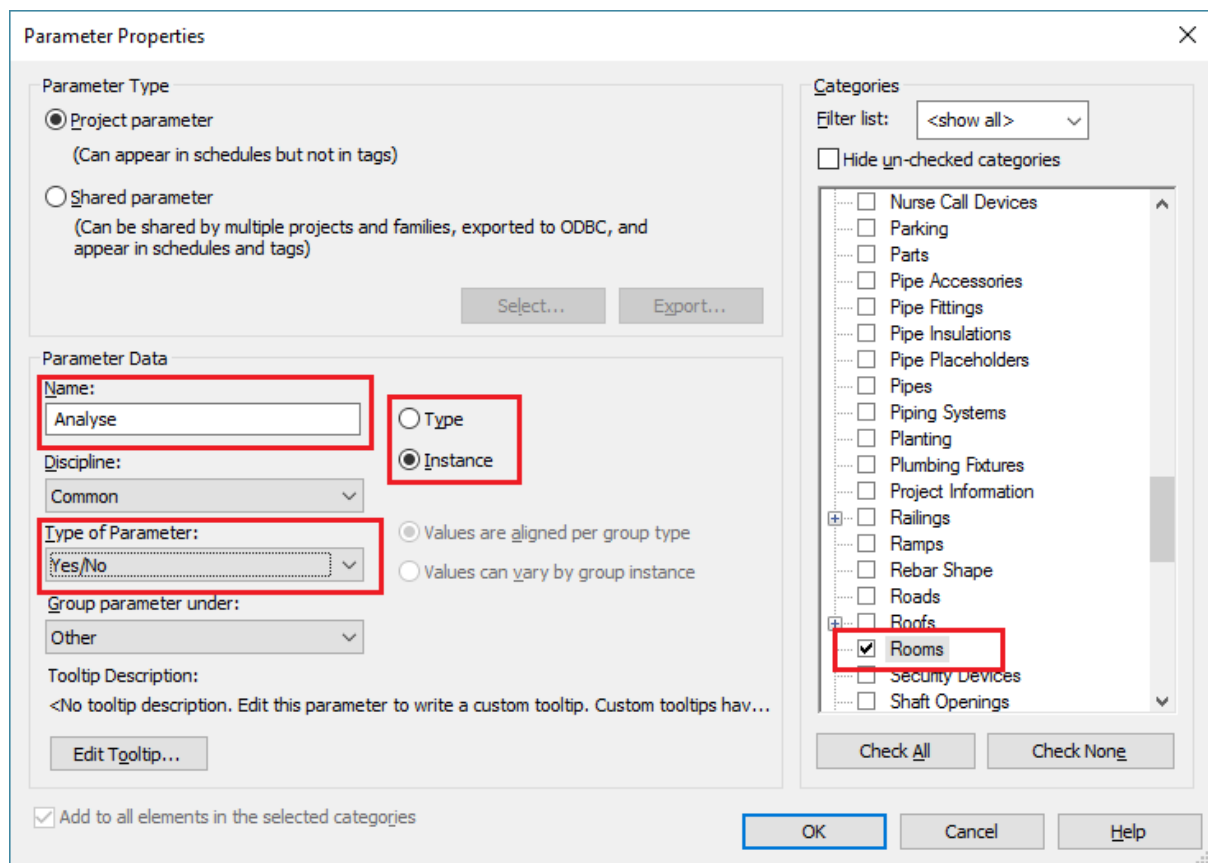 Parameter Properties
Parameter Type
Project parameter
(Can appear in schedules but not in tags)
Shared parameter
(Can be shared by multiple projects and families, exported to ODBC, and
appear in schedules and tags)
Select...
Export...
Parameter Data
Name:
Analyse
Type
Instance
Discipline:
Common
Type of Parameter:
Yes/No
Values are aligned per group type
Values can vary by group instance
Group parameter under:
Other
Tooltip Description:
<No tooltip description. Edit this parameter to write a custom tooltip. Custom tooltips hav...
Edit Tooltip...
Add to all elements in the selected categories
Categories
Filter list:
<show all>
Hide un-checked categories
Nurse Call Devices
Parking
Parts
Pipe Accessories
Pipe Fittings
Pipe Insulations
Pipe Placeholders
Pipes
Piping Systems
Planting
Plumbing Fixtures
Project Information
Railings
Ramps
Rebar Shape
Roads
Roofs
Rooms
Security Devices
Shaft Openings
Check All
Check None
OK
Cancel
Help